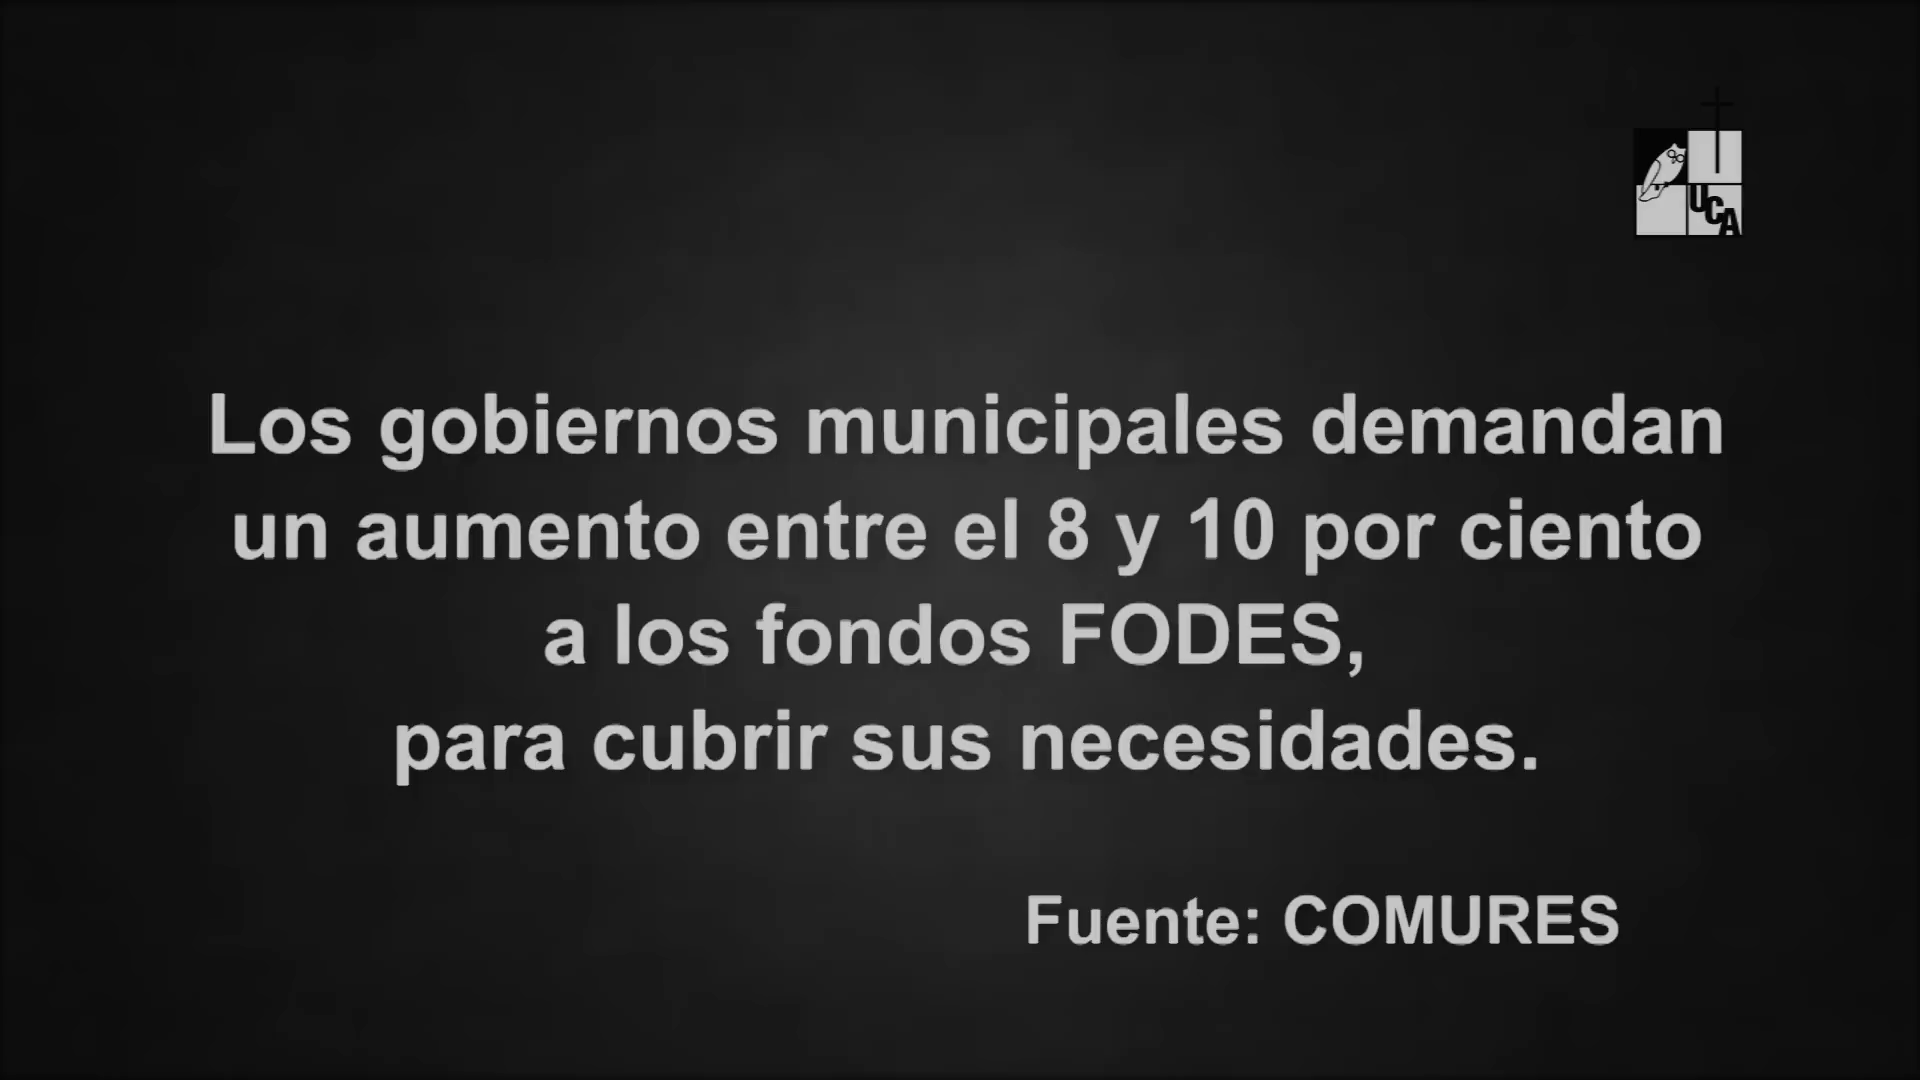 UCA
Los gobiernos municipales demandan
un aumento entre el 8 y 10 por ciento
a los fondos FODES,
para cubrir sus necesidades.
Fuente: COMURES